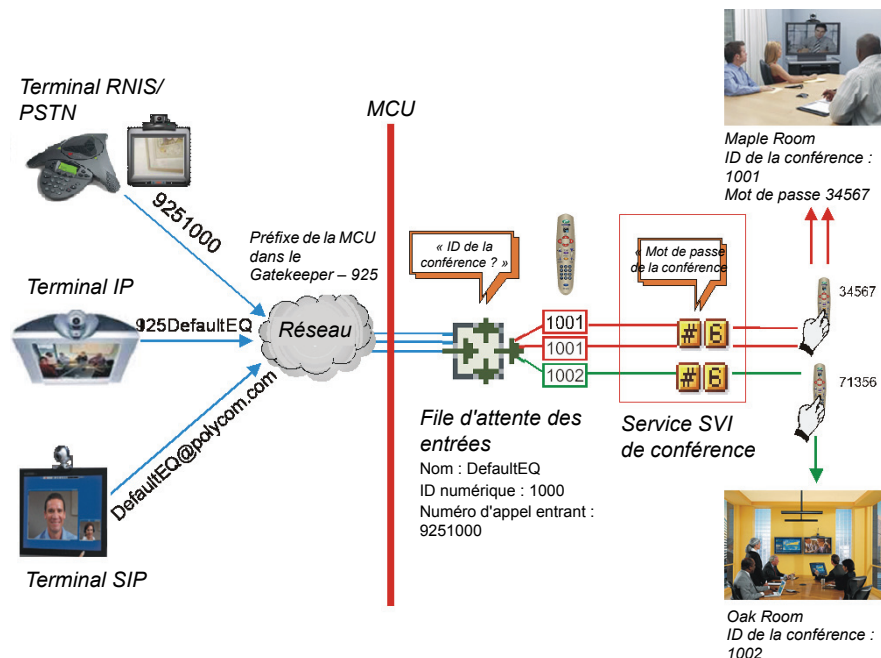 Terminal RNIS/
PSTN
MCU
9251000
Préfixe de la MCU
dans le
Gatekeeper – 925
Terminal IP
925DefaultEQ
Réseau
DefaultEQ@polycom.com
Terminal SIP
« ID de la
conférence ? »
« Mot de passe
de la conférence
1001
1001
1002
# 6
# 6
File d'attente des
entrées
Nom : DefaultEQ
ID numérique : 1000
Numéro d'appel entrant :
9251000
Service SVI
de conférence
Maple Room
ID de la conférence :
1001
Mot de passe 34567
34567
71356
Oak Room
ID de la conférence :
1002